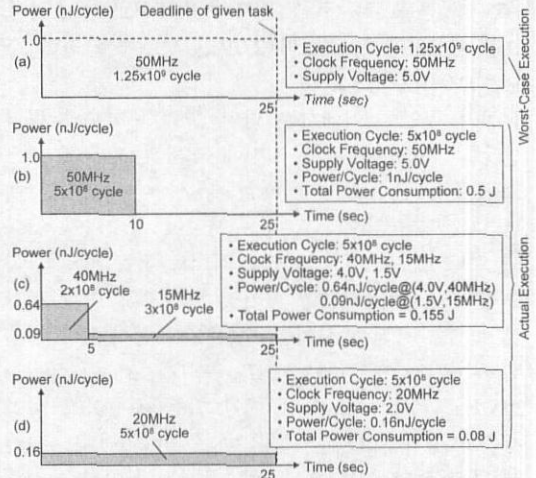 Power (nJ/cycle)
Deadline of given task
1.0
(a)
50MHz
1.25x10⁹ cycle
25
Time (sec)
• Execution Cycle: 1.25x10⁹ cycle
• Clock Frequency: 50MHz
• Supply Voltage: 5.0V
Worst-Case Execution
Power (nJ/cycle)
1.0
(b)
50MHz
5x10⁸ cycle
10
25
Time (sec)
• Execution Cycle: 5x10⁸ cycle
• Clock Frequency: 50MHz
• Supply Voltage: 5.0V
• Power/Cycle: 1nJ/cycle
• Total Power Consumption: 0.5 J
Power (nJ/cycle)
(c)
40MHz
2x10⁸ cycle
0.64
0.09
15MHz
3x10⁸ cycle
5
25
Time (sec)
• Execution Cycle: 5x10⁸ cycle
• Clock Frequency: 40MHz, 15MHz
• Supply Voltage: 4.0V, 1.5V
• Power/Cycle: 0.64nJ/cycle@(4.0V,40MHz)
0.09nJ/cycle@(1.5V,15MHz)
• Total Power Consumption = 0.155 J
Actual Execution
Power (nJ/cycle)
(d)
20MHz
5x10⁸ cycle
0.16
25
Time (sec)
• Execution Cycle: 5x10⁸ cycle
• Clock Frequency: 20MHz
• Supply Voltage: 2.0V
• Power/Cycle: 0.16nJ/cycle
• Total Power Consumption = 0.08 J